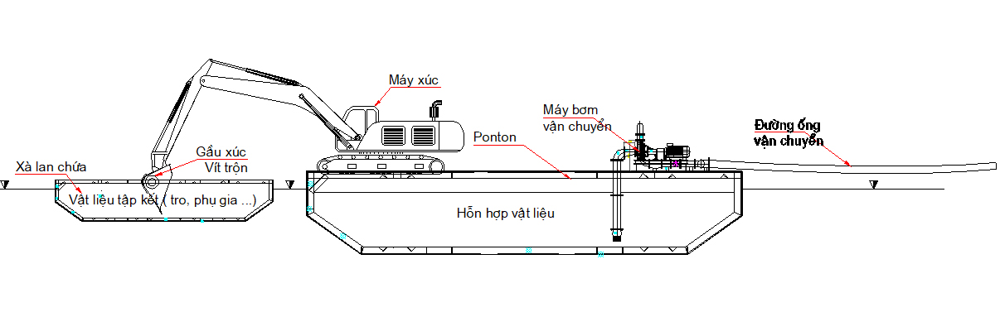 Máy xúc
Máy bơm
vận chuyển
Đường ống
vận chuyển
Ponton
Gầu xúc
Vít trộn
Xà lan chứa
Vật liệu tập kết ( tro, phụ gia ...)
Hỗn hợp vật liệu